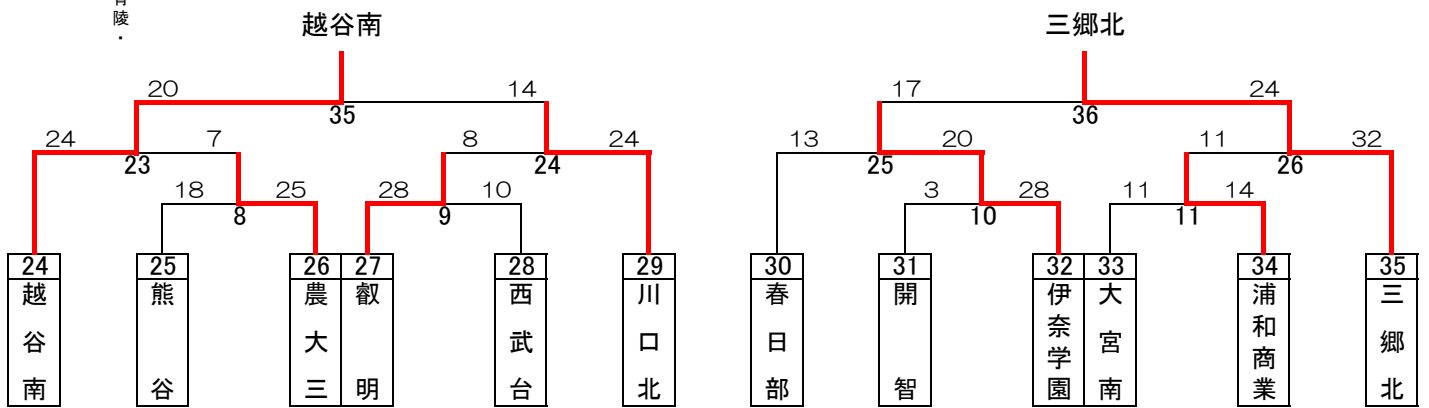 陵・
越谷南 三郷北
20 14 17 24
35 36
24 7 8 24 13 20 11 32
23 24 25 26
18 25 28 10 3 28 11 14
8 9 10 11
24 25 26 27 28 29 30 31 32 33 34 35
越谷南 熊谷 農大三 叡明 西武台 川口北 春日部 開智 伊奈学園 大宮南 浦和商業 三郷北